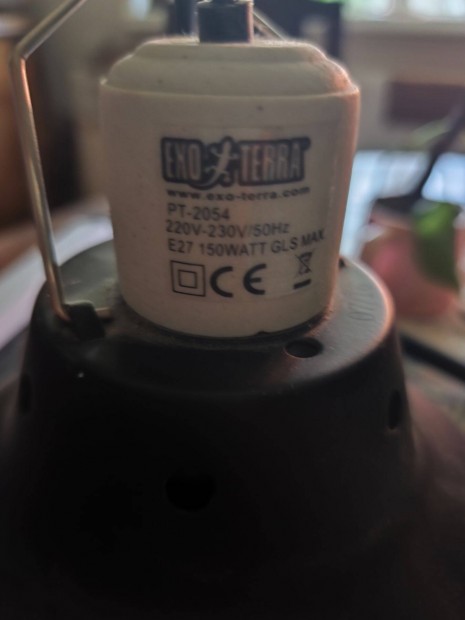 EXO TERRA
www.exo-terra.com
PT-2054
220V-230V/50Hz
E27 150WATT GLS MAX
CE